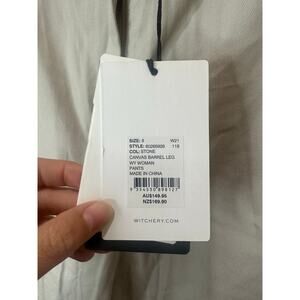 SIZE: 8 W21
STYLE: 60265928 118
COL: STONE
CANVAS BARREL LEG
WY WOMAN
PANTS
MADE IN CHINA
AU$149.95
NZ$169.90
WITCHERY.COM